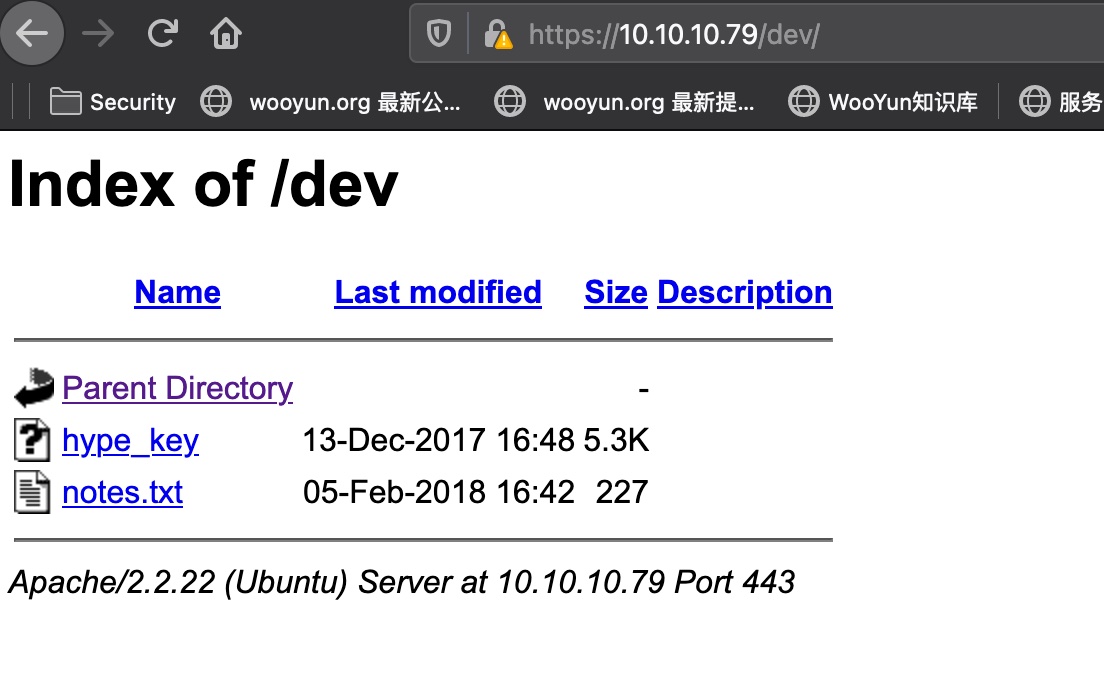 https://10.10.10.79/dev/
Security wooyun.org 最新公... wooyun.org 最新提... WooYun知识库 服务
Index of /dev
Name Last modified Size Description
Parent Directory -
hype_key 13-Dec-2017 16:48 5.3K
notes.txt 05-Feb-2018 16:42 227
Apache/2.2.22 (Ubuntu) Server at 10.10.10.79 Port 443